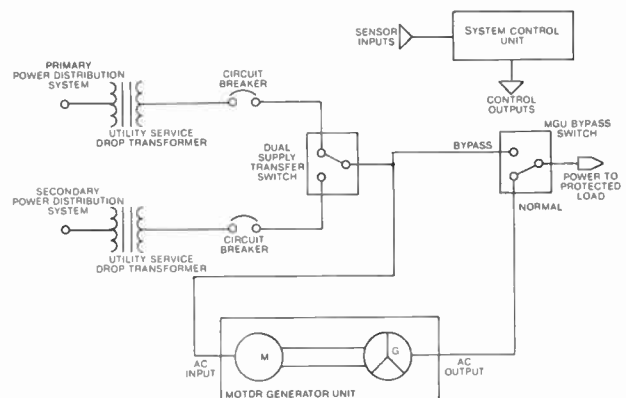 SENSOR
INPUTS
SYSTEM CONTROL
UNIT
CONTROL
OUTPUTS
PRIMARY
POWER DISTRIBUTION
SYSTEM
CIRCUIT
BREAKER
UTILITY SERVICE
DROP TRANSFORMER
DUAL
SUPPLY
TRANSFER
SWITCH
MGU BYPASS
SWITCH
BYPASS
POWER TO
PROTECTED
LOAD
NORMAL
SECONDARY
POWER DISTRIBUTION
SYSTEM
CIRCUIT
BREAKER
UTILITY SERVICE
DROP TRANSFORMER
AC
INPUT
M
G
AC
OUTPUT
MOTOR GENERATOR UNIT